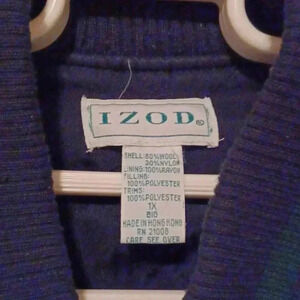 IZOD®
SHELL: 80% WOOL
20% NYLON
LINING: 100% RAYON
FILLING:
100% POLYESTER
TRIMS:
100% POLYESTER
1X
BIG
MADE IN HONG KONG
RN 21008
CARE SEE OVER